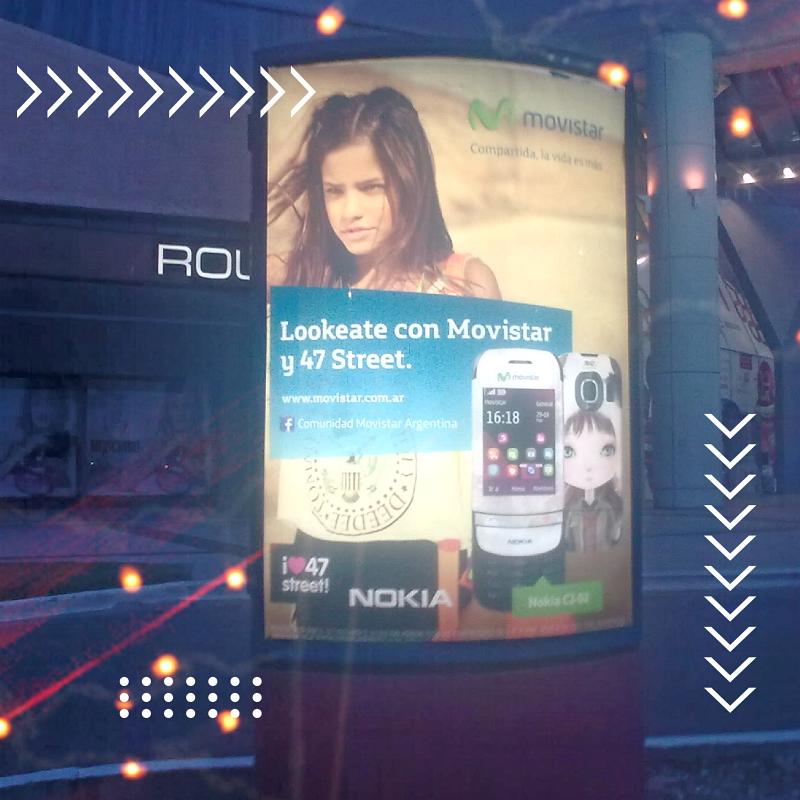 movistar
Compartida, la vida es más
ROU
Lookeate con Movistar
y 47 Street.
www.movistar.com.ar
f Comunidad Movistar Argentina
movistar
16:18
DEEDEE
i♥47
street!
NOKIA
NOKIA
Nokia C2-02